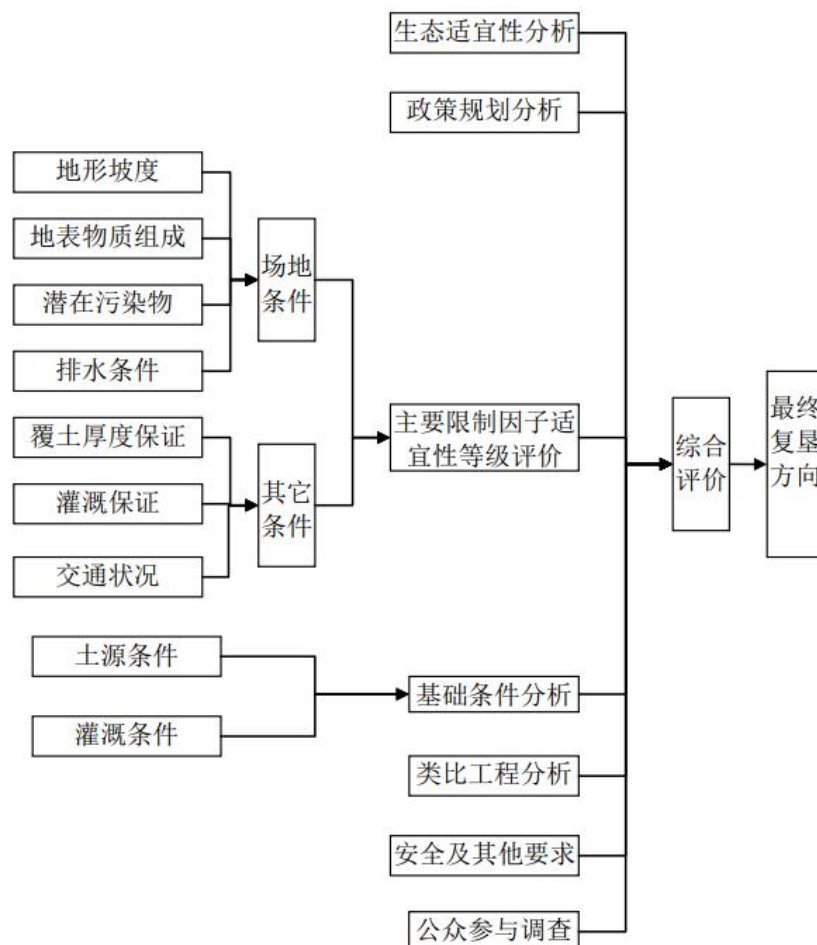 生态适宜性分析
政策规划分析
地形坡度
地表物质组成
潜在污染物
排水条件
场地
条件
覆土厚度保证
灌溉保证
交通状况
其它
条件
主要限制因子适
宜性等级评价
综合
评价
最终
复垦
方向
土源条件
灌溉条件
基础条件分析
类比工程分析
安全及其他要求
公众参与调查